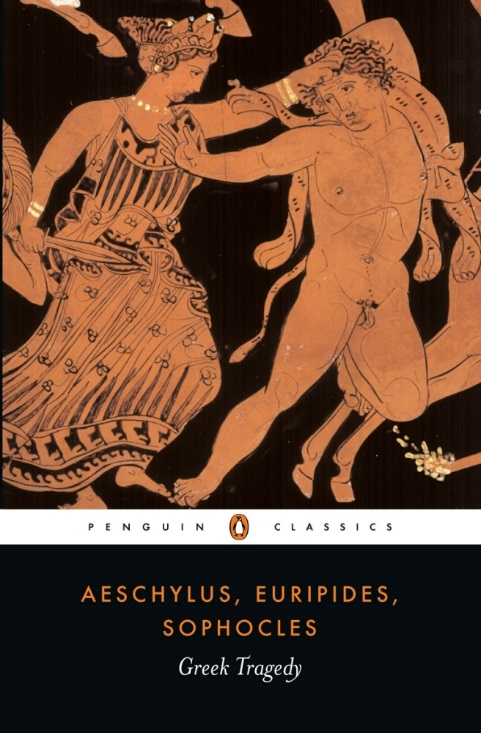 PENGUIN CLASSICS
AESCHYLUS, EURIPIDES,
SOPHOCLES
Greek Tragedy